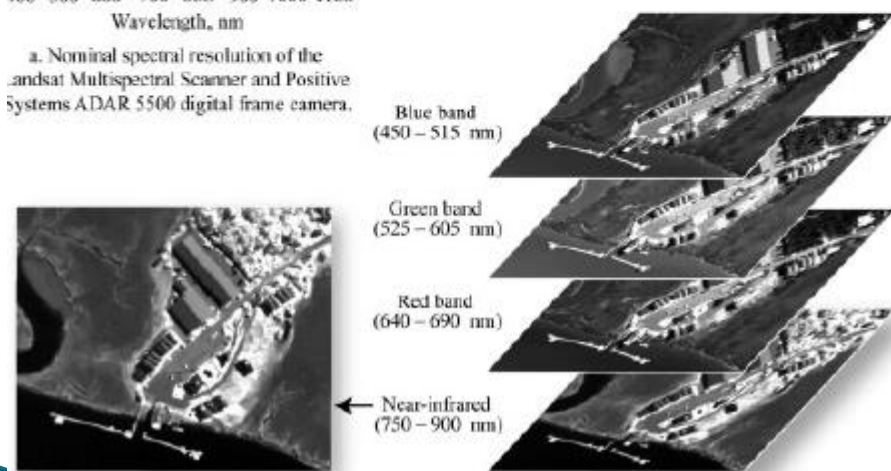 Wavelength, nm
a. Nominal spectral resolution of the
Landsat Multispectral Scanner and Positive
Systems ADAR 5500 digital frame camera.
Blue band
(450 – 515 nm)
Green band
(525 – 605 nm)
Red band
(640 – 690 nm)
Near-infrared
(750 – 900 nm)